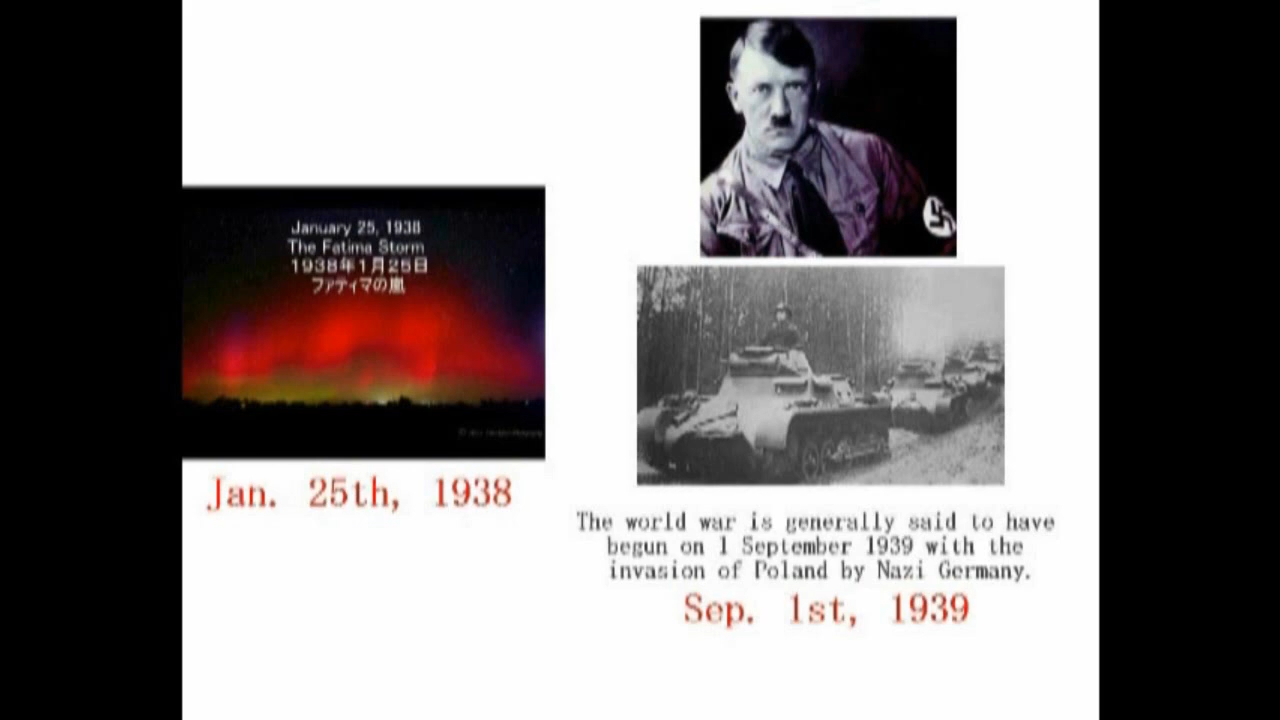 January 25, 1938
The Fatima Storm
1938年1月25日
ファティマの嵐
Jan. 25th, 1938
The world war is generally said to have
begun on 1 September 1939 with the
invasion of Poland by Nazi Germany.
Sep. 1st, 1939